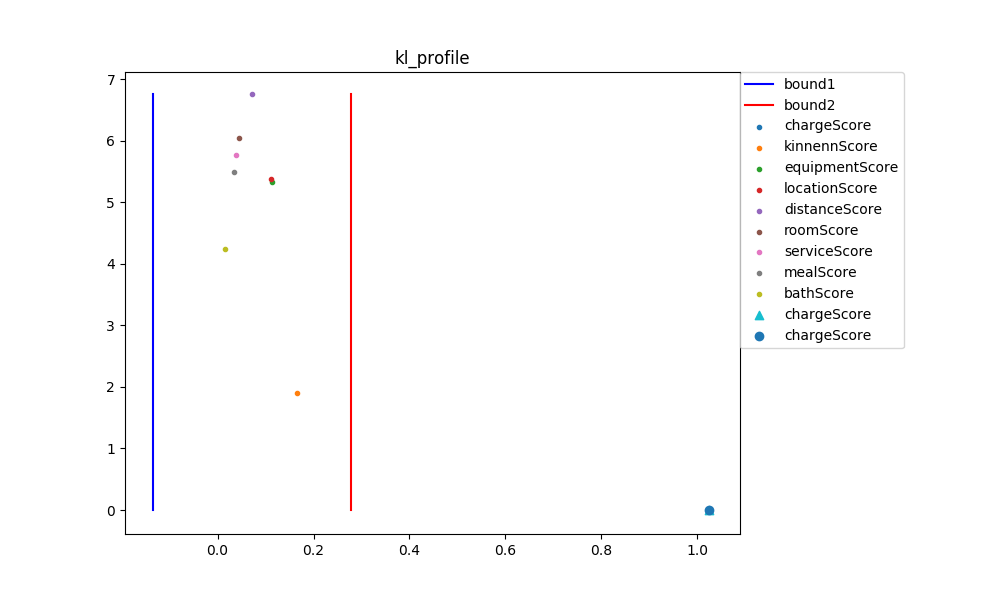 kl_profile
7
6
5
4
3
2
1
0
0.0 0.2 0.4 0.6 0.8 1.0
bound1
bound2
chargeScore
kinnennScore
equipmentScore
locationScore
distanceScore
roomScore
serviceScore
mealScore
bathScore
chargeScore
chargeScore